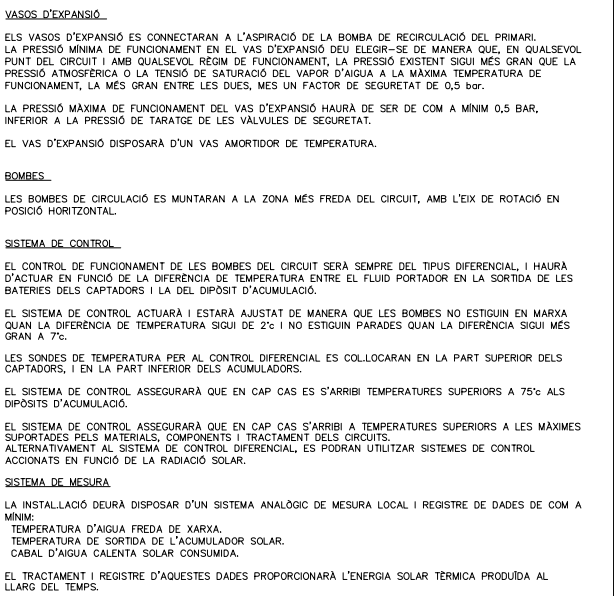 VASOS D'EXPANSIÓ
ELS VASOS D'EXPANSIÓ ES CONNECTARAN A L'ASPIRACIÓ DE LA BOMBA DE RECIRCULACIÓ DEL PRIMARI.
LA PRESSIÓ MÍNIMA DE FUNCIONAMENT EN EL VAS D'EXPANSIÓ DEU ELEGIR-SE DE MANERA QUE, EN QUALSEVOL
PUNT DEL CIRCUIT I AMB QUALSEVOL RÈGIM DE FUNCIONAMENT, LA PRESSIÓ EXISTENT SIGUI MÉS GRAN QUE LA
PRESSIÓ ATMOSFÈRICA O LA TENSIÓ DE SATURACIÓ DEL VAPOR D'AIGUA A LA MÀXIMA TEMPERATURA DE
FUNCIONAMENT, LA MÉS GRAN ENTRE LES DUES, MES UN FACTOR DE SEGURETAT DE 0,5 bar.
LA PRESSIÓ MÀXIMA DE FUNCIONAMENT DEL VAS D'EXPANSIÓ HAURÀ DE SER DE COM A MÍNIM 0,5 BAR,
INFERIOR A LA PRESSIÓ DE TARATGE DE LES VÀLVULES DE SEGURETAT.
EL VAS D'EXPANSIÓ DISPOSARÀ D'UN VAS AMORTIDOR DE TEMPERATURA.
BOMBES
LES BOMBES DE CIRCULACIÓ ES MUNTARAN A LA ZONA MÉS FREDA DEL CIRCUIT, AMB L'EIX DE ROTACIÓ EN
POSICIÓ HORITZONTAL.
SISTEMA DE CONTROL
EL CONTROL DE FUNCIONAMENT DE LES BOMBES DEL CIRCUIT SERÀ SEMPRE DEL TIPUS DIFERENCIAL, I HAURÀ
D'ACTUAR EN FUNCIÓ DE LA DIFERÈNCIA DE TEMPERATURA ENTRE EL FLUID PORTADOR EN LA SORTIDA DE LES
BATERIES DELS CAPTADORS I LA DEL DIPÒSIT D'ACUMULACIÓ.
EL SISTEMA DE CONTROL ACTUARÀ I ESTARÀ AJUSTAT DE MANERA QUE LES BOMBES NO ESTIGUIN EN MARXA
QUAN LA DIFERÈNCIA DE TEMPERATURA SIGUI DE 2°c I NO ESTIGUIN PARADES QUAN LA DIFERÈNCIA SIGUI MÉS
GRAN A 7°c.
LES SONDES DE TEMPERATURA PER AL CONTROL DIFERENCIAL ES COL.LOCARAN EN LA PART SUPERIOR DELS
CAPTADORS, I EN LA PART INFERIOR DELS ACUMULADORS.
EL SISTEMA DE CONTROL ASSEGURARÀ QUE EN CAP CAS ES S'ARRIBI TEMPERATURES SUPERIORS A 75°c ALS
DIPÒSITS D'ACUMULACIÓ.
EL SISTEMA DE CONTROL ASSEGURARÀ QUE EN CAP CAS S'ARRIBI A TEMPERATURES SUPERIORS A LES MÀXIMES
SUPORTADES PELS MATERIALS, COMPONENTS I TRACTAMENT DELS CIRCUITS.
ALTERNATIVAMENT AL SISTEMA DE CONTROL DIFERENCIAL, ES PODRAN UTILITZAR SISTEMES DE CONTROL
ACCIONATS EN FUNCIÓ DE LA RADIACIÓ SOLAR.
SISTEMA DE MESURA
LA INSTAL.LACIÓ DEURÀ DISPOSAR D'UN SISTEMA ANALÒGIC DE MESURA LOCAL I REGISTRE DE DADES DE COM A
MÍNIM:
TEMPERATURA D'AIGUA FREDA DE XARXA.
TEMPERATURA DE SORTIDA DE L'ACUMULADOR SOLAR.
CABAL D'AIGUA CALENTA SOLAR CONSUMIDA.
EL TRACTAMENT I REGISTRE D'AQUESTES DADES PROPORCIONARÀ L'ENERGIA SOLAR TÈRMICA PRODUÏDA AL
LLARG DEL TEMPS.